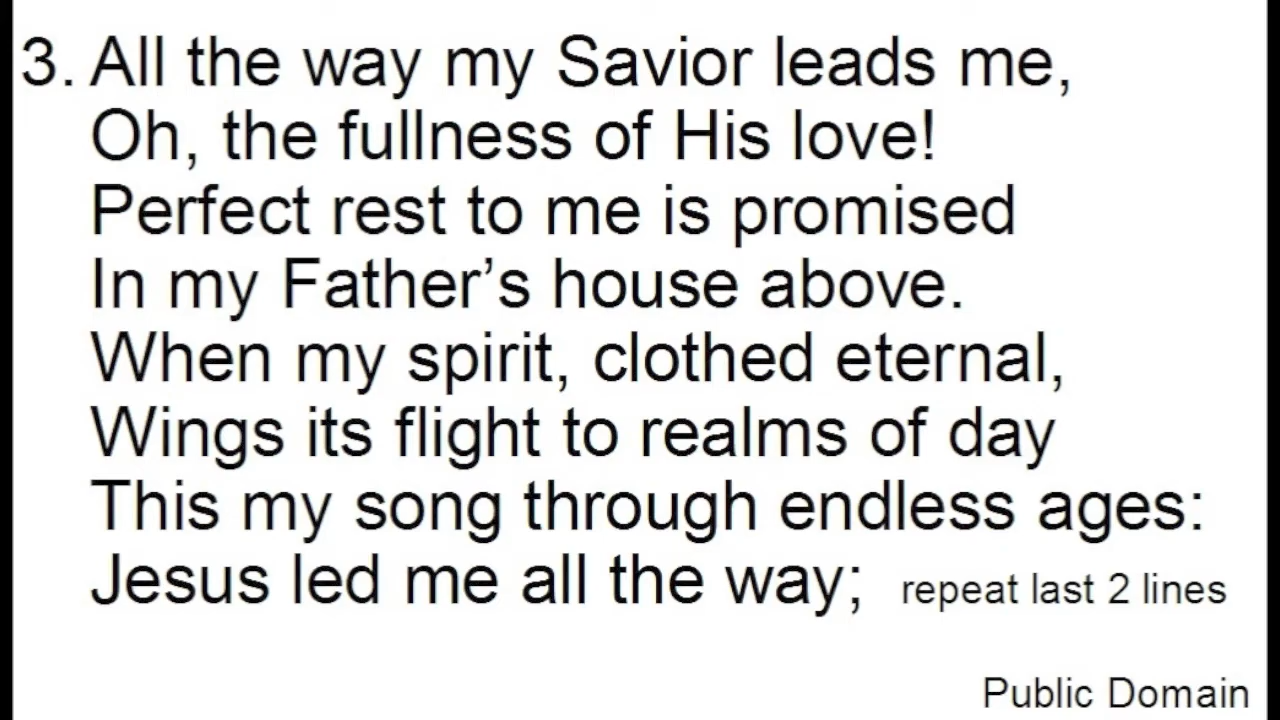 3. All the way my Savior leads me,
Oh, the fullness of His love!
Perfect rest to me is promised
In my Father’s house above.
When my spirit, clothed eternal,
Wings its flight to realms of day
This my song through endless ages:
Jesus led me all the way; repeat last 2 lines
Public Domain